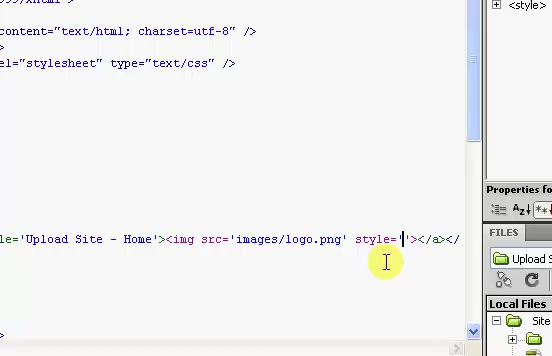 content="text/html; charset=utf-8" />
>
el="stylesheet" type="text/css" />
le='Upload Site - Home'><img src='images/logo.png' style=''></a></
>
<style>
Properties for
FILES
Upload S
Local Files
Site